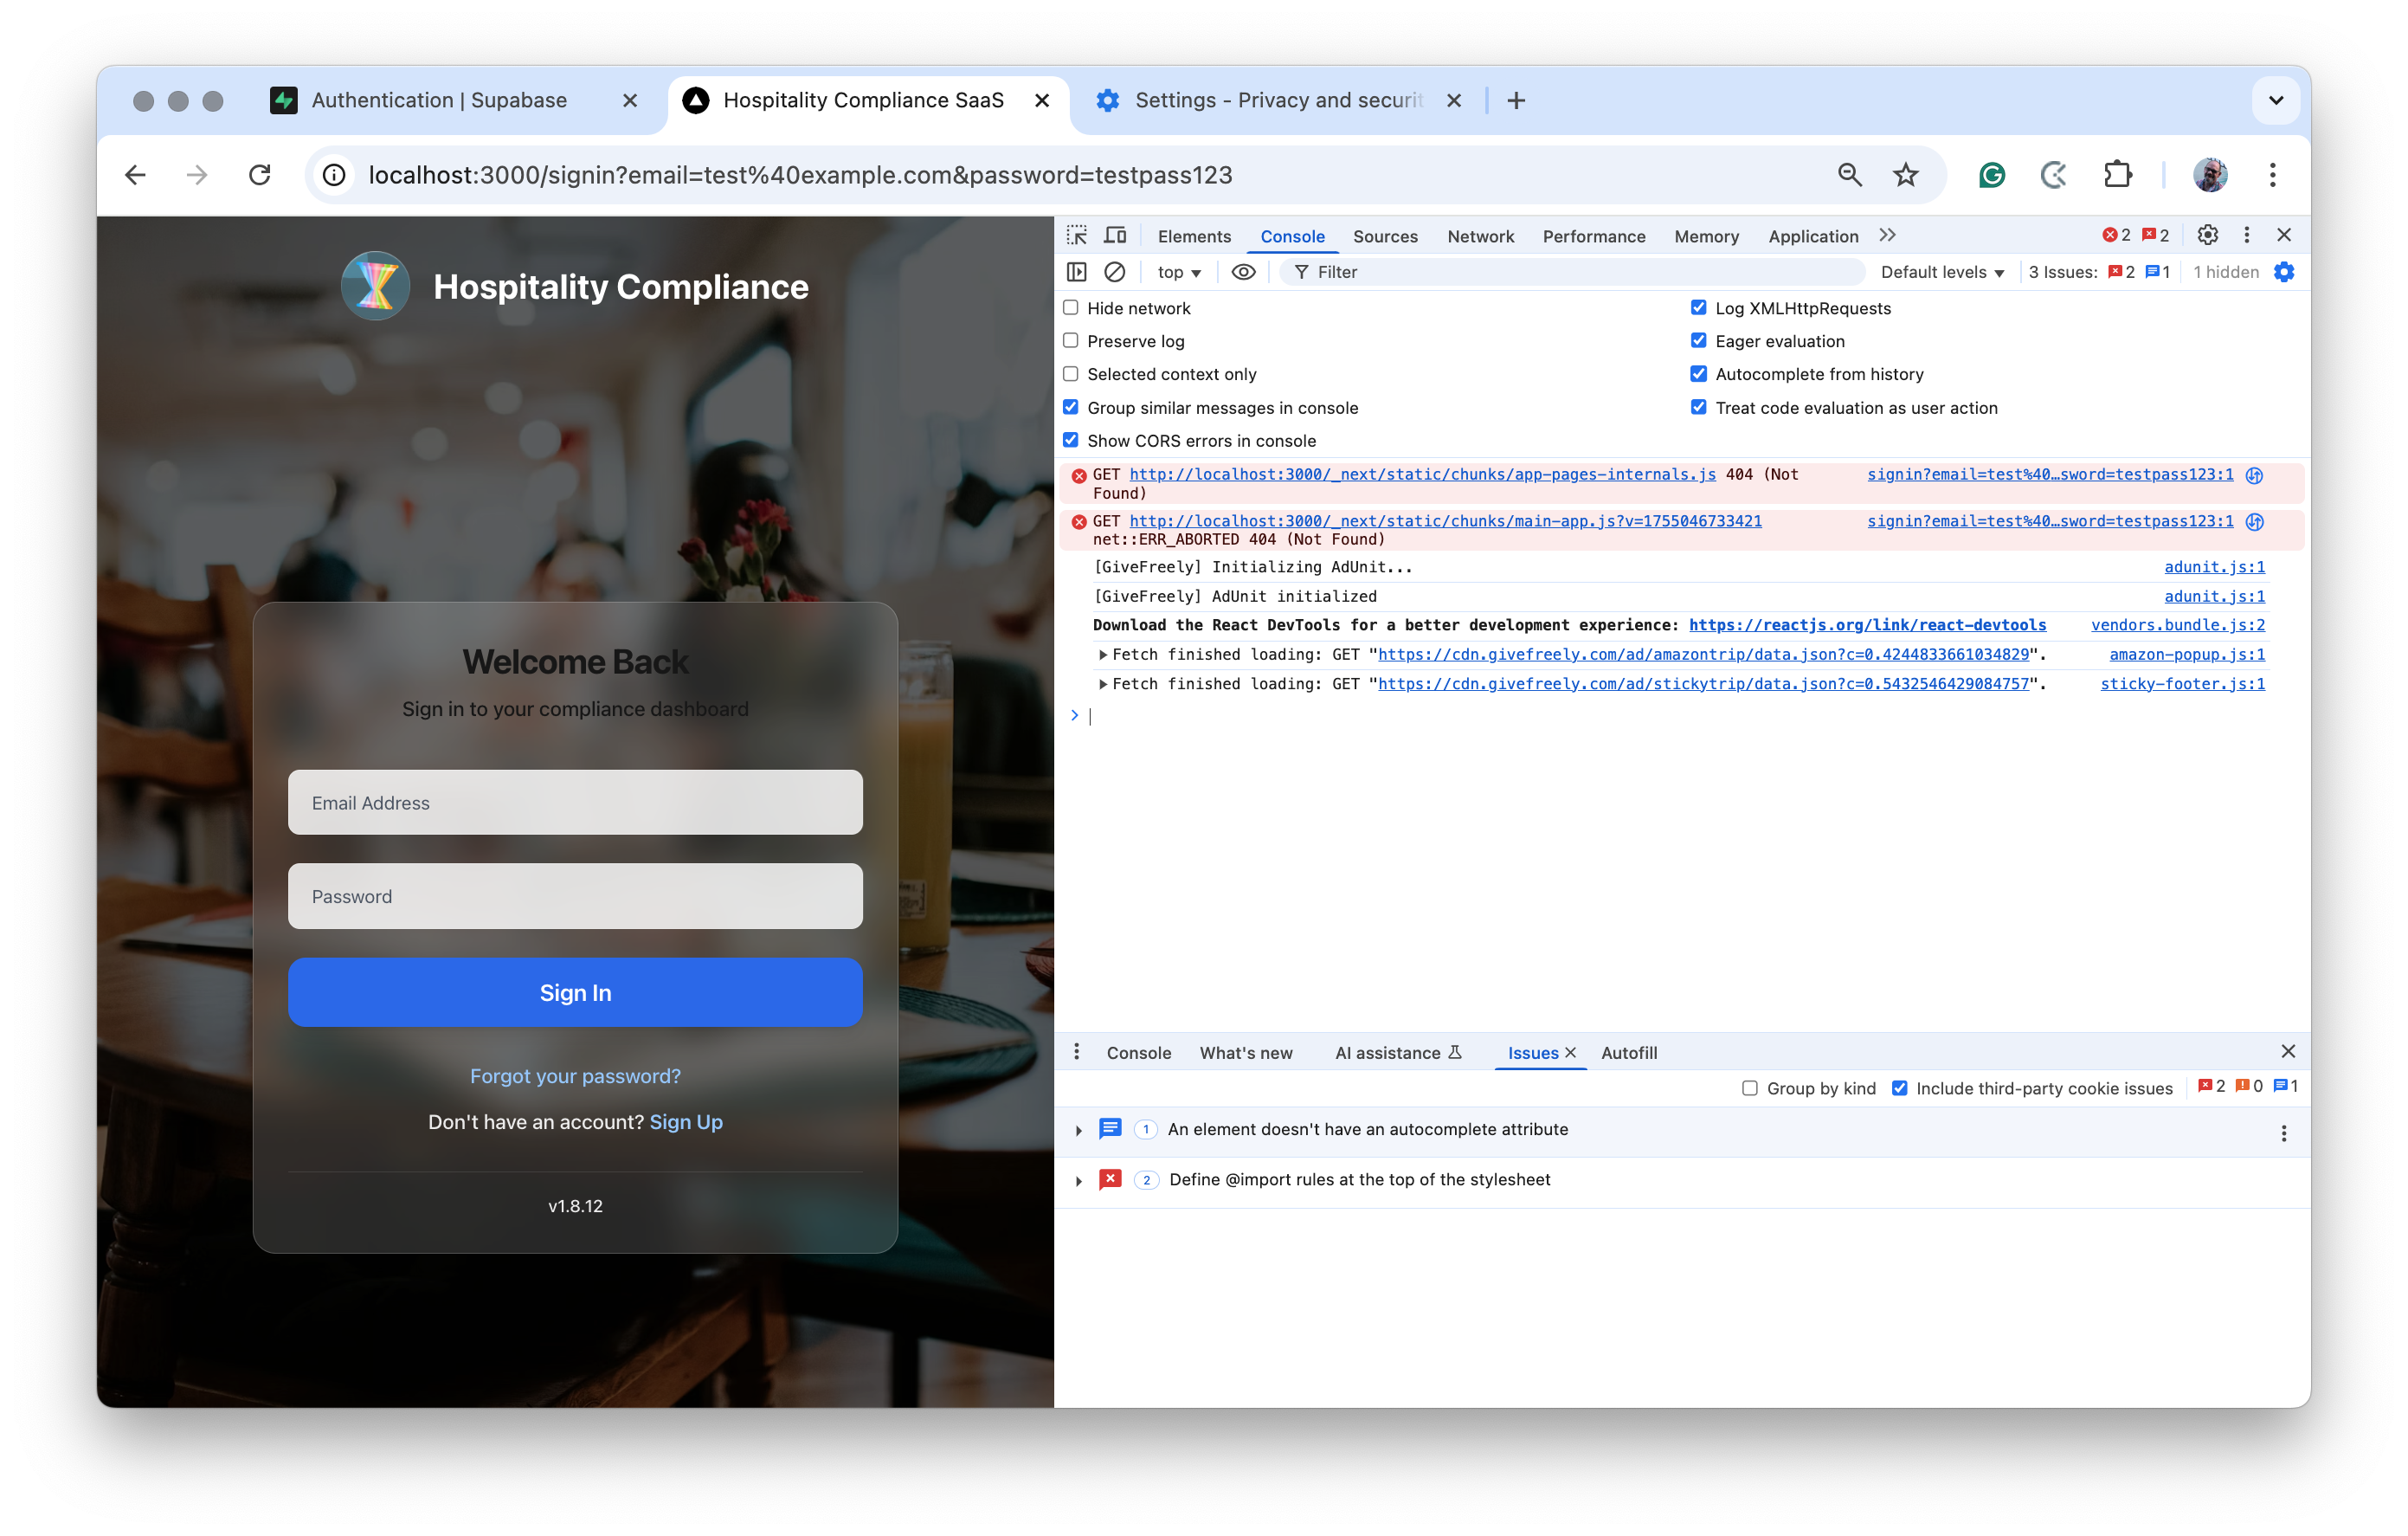 Authentication | Supabase
Hospitality Compliance SaaS
Settings - Privacy and securit
localhost:3000/signin?email=test%40example.com&password=testpass123
Hospitality Compliance
Welcome Back
Sign in to your compliance dashboard
Email Address
Password
Sign In
Forgot your password?
Don't have an account? Sign Up
v1.8.12
Elements Console Sources Network Performance Memory Application 2 2
top Filter Default levels 3 Issues: 2 1 1 hidden
Hide network Log XMLHttpRequests
Preserve log Eager evaluation
Selected context only Autocomplete from history
Group similar messages in console Treat code evaluation as user action
Show CORS errors in console
GET http://localhost:3000/_next/static/chunks/app-pages-internals.js 404 (Not signin?email=test%40…sword=testpass123:1
Found)
GET http://localhost:3000/_next/static/chunks/main-app.js?v=1755046733421 signin?email=test%40…sword=testpass123:1
net::ERR_ABORTED 404 (Not Found)
[GiveFreely] Initializing AdUnit... adunit.js:1
[GiveFreely] AdUnit initialized adunit.js:1
Download the React DevTools for a better development experience: https://reactjs.org/link/react-devtools vendors.bundle.js:2
Fetch finished loading: GET "https://cdn.givefreely.com/ad/amazontrip/data.json?c=0.4244833661034829". amazon-popup.js:1
Fetch finished loading: GET "https://cdn.givefreely.com/ad/stickytrip/data.json?c=0.5432546429084757". sticky-footer.js:1
Console What's new AI assistance Issues Autofill
Group by kind Include third-party cookie issues 2 0 1
1 An element doesn't have an autocomplete attribute
2 Define @import rules at the top of the stylesheet